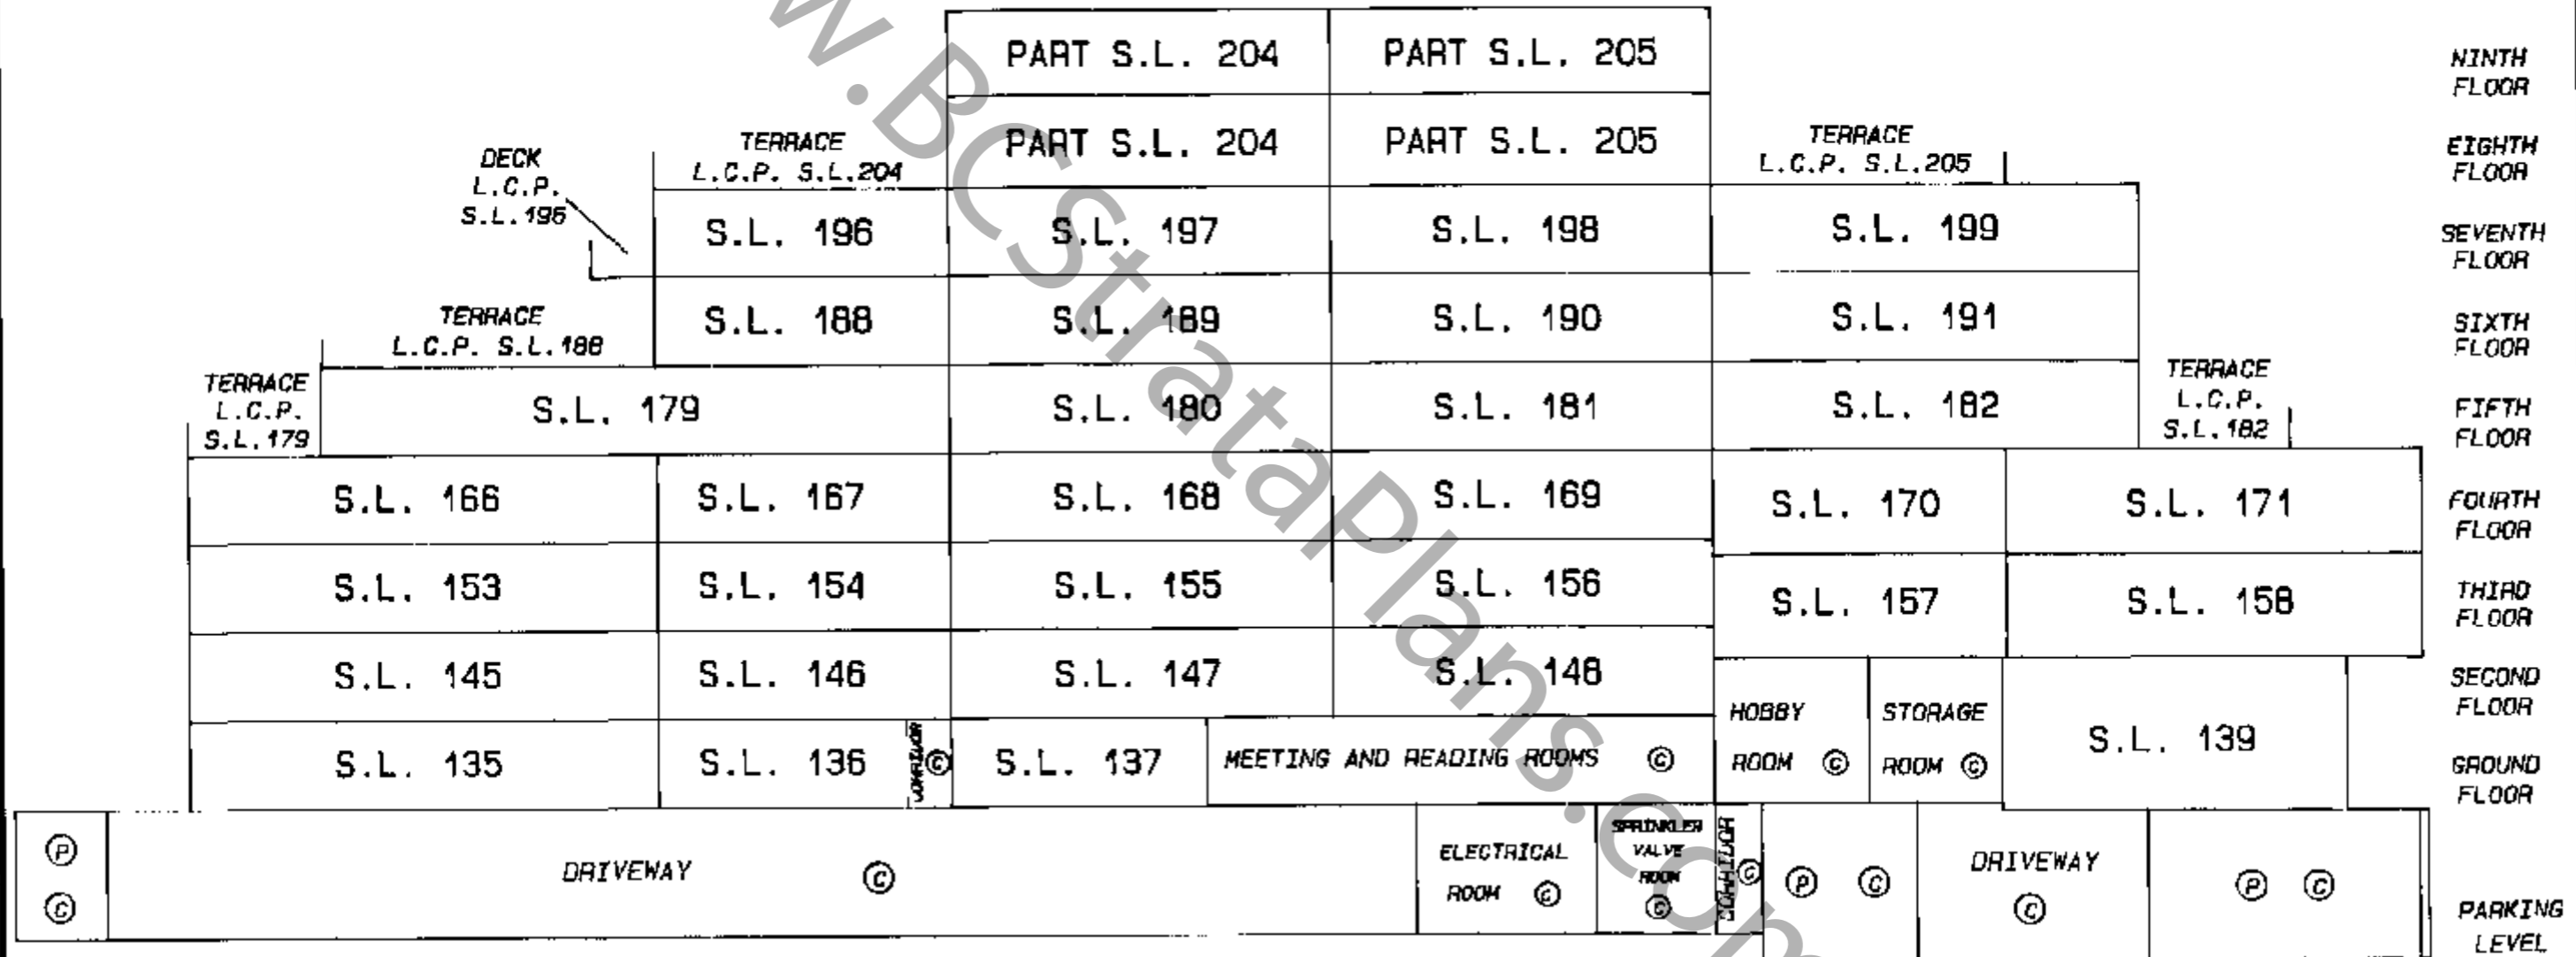 PART S.L. 204 PART S.L. 205 NINTH FLOOR
PART S.L. 204 PART S.L. 205 EIGHTH FLOOR
DECK
L.C.P.
S.L.196
TERRACE
L.C.P. S.L.204
TERRACE
L.C.P. S.L.205
S.L. 196 S.L. 197 S.L. 198 S.L. 199 SEVENTH FLOOR
TERRACE
L.C.P. S.L.188
S.L. 188 S.L. 189 S.L. 190 S.L. 191 SIXTH FLOOR
TERRACE
L.C.P.
S.L.179
S.L. 179 S.L. 180 S.L. 181 S.L. 182
TERRACE
L.C.P.
S.L.182
FIFTH FLOOR
S.L. 166 S.L. 167 S.L. 168 S.L. 169 S.L. 170 S.L. 171 FOURTH FLOOR
S.L. 153 S.L. 154 S.L. 155 S.L. 156 S.L. 157 S.L. 158 THIRD FLOOR
S.L. 145 S.L. 146 S.L. 147 S.L. 148 SECOND FLOOR
HOBBY
ROOM C
STORAGE
ROOM C
S.L. 139
S.L. 135 S.L. 136 CORRIDOR C S.L. 137 MEETING AND READING ROOMS C GROUND FLOOR
P
C
DRIVEWAY C
ELECTRICAL
ROOM C
SPRINKLER
VALVE
ROOM
C
CORRIDOR C
P C
DRIVEWAY
C
P C
PARKING
LEVEL
w.BCStrataPlans.com